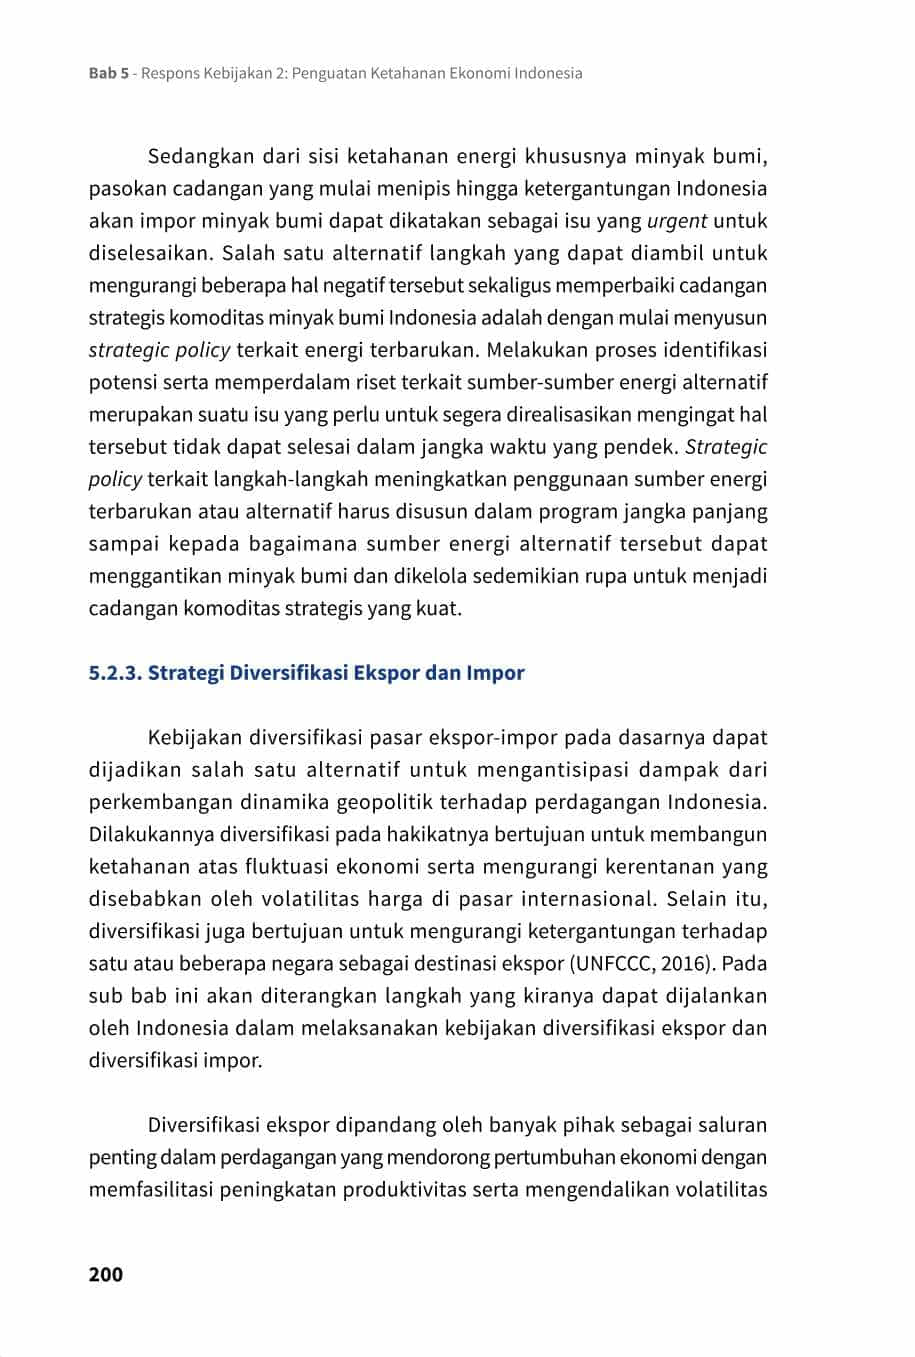 Bab 5 - Respons Kebijakan 2: Penguatan Ketahanan Ekonomi Indonesia
Sedangkan dari sisi ketahanan energi khususnya minyak bumi,
pasokan cadangan yang mulai menipis hingga ketergantungan Indonesia
akan impor minyak bumi dapat dikatakan sebagai isu yang urgent untuk
diselesaikan. Salah satu alternatif langkah yang dapat diambil untuk
mengurangi beberapa hal negatif tersebut sekaligus memperbaiki cadangan
strategis komoditas minyak bumi Indonesia adalah dengan mulai menyusun
strategic policy terkait energi terbarukan. Melakukan proses identifikasi
potensi serta memperdalam riset terkait sumber-sumber energi alternatif
merupakan suatu isu yang perlu untuk segera direalisasikan mengingat hal
tersebut tidak dapat selesai dalam jangka waktu yang pendek. Strategic
policy terkait langkah-langkah meningkatkan penggunaan sumber energi
terbarukan atau alternatif harus disusun dalam program jangka panjang
sampai kepada bagaimana sumber energi alternatif tersebut dapat
menggantikan minyak bumi dan dikelola sedemikian rupa untuk menjadi
cadangan komoditas strategis yang kuat.
5.2.3. Strategi Diversifikasi Ekspor dan Impor
Kebijakan diversifikasi pasar ekspor-impor pada dasarnya dapat
dijadikan salah satu alternatif untuk mengantisipasi dampak dari
perkembangan dinamika geopolitik terhadap perdagangan Indonesia.
Dilakukannya diversifikasi pada hakikatnya bertujuan untuk membangun
ketahanan atas fluktuasi ekonomi serta mengurangi kerentanan yang
disebabkan oleh volatilitas harga di pasar internasional. Selain itu,
diversifikasi juga bertujuan untuk mengurangi ketergantungan terhadap
satu atau beberapa negara sebagai destinasi ekspor (UNFCCC, 2016). Pada
sub bab ini akan diterangkan langkah yang kiranya dapat dijalankan
oleh Indonesia dalam melaksanakan kebijakan diversifikasi ekspor dan
diversifikasi impor.
Diversifikasi ekspor dipandang oleh banyak pihak sebagai saluran
penting dalam perdagangan yang mendorong pertumbuhan ekonomi dengan
memfasilitasi peningkatan produktivitas serta mengendalikan volatilitas
200